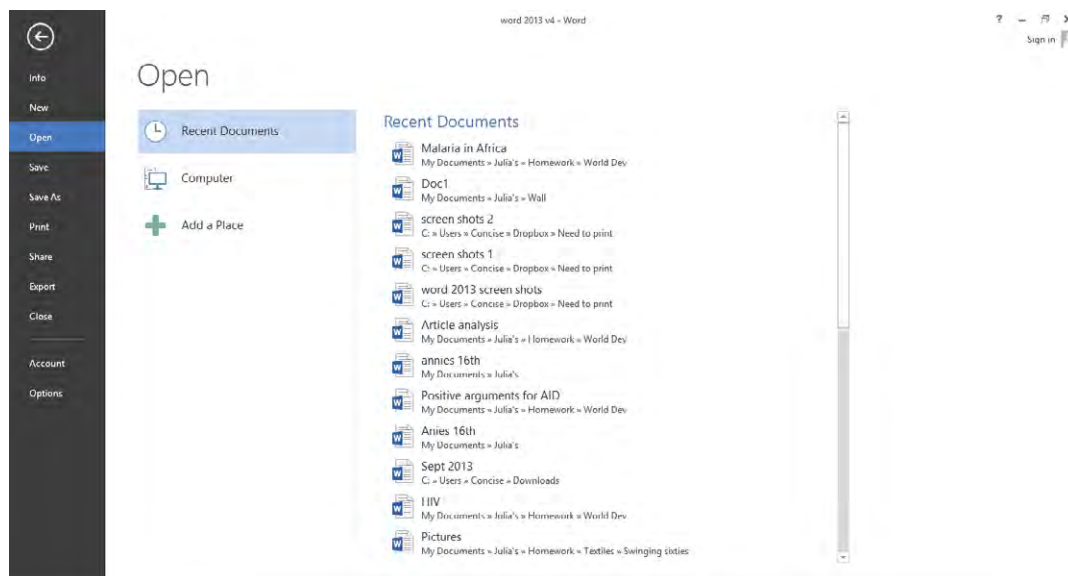 word 2013 v4 - Word
? 
Sign in
Info
New
Open
Save
Save As
Print
Share
Export
Close
Account
Options
Open
Recent Documents
Computer
Add a Place
Recent Documents
Malaria in Africa
My Documents » Julia's » Homework » World Dev
Doc1
My Documents » Julia's » Wall
screen shots 2
C: » Users » Concise » Dropbox » Need to print
screen shots 1
C: » Users » Concise » Dropbox » Need to print
word 2013 screen shots
C: » Users » Concise » Dropbox » Need to print
Article analysis
My Documents » Julia's » Homework » World Dev
annies 16th
My Documents » Julia's
Positive arguments for AID
My Documents » Julia's » Homework » World Dev
Anies 16th
My Documents » Julia's
Sept 2013
C: » Users » Concise » Downloads
HIV
My Documents » Julia's » Homework » World Dev
Pictures
My Documents » Julia's » Homework » Textiles » Swinging sixties